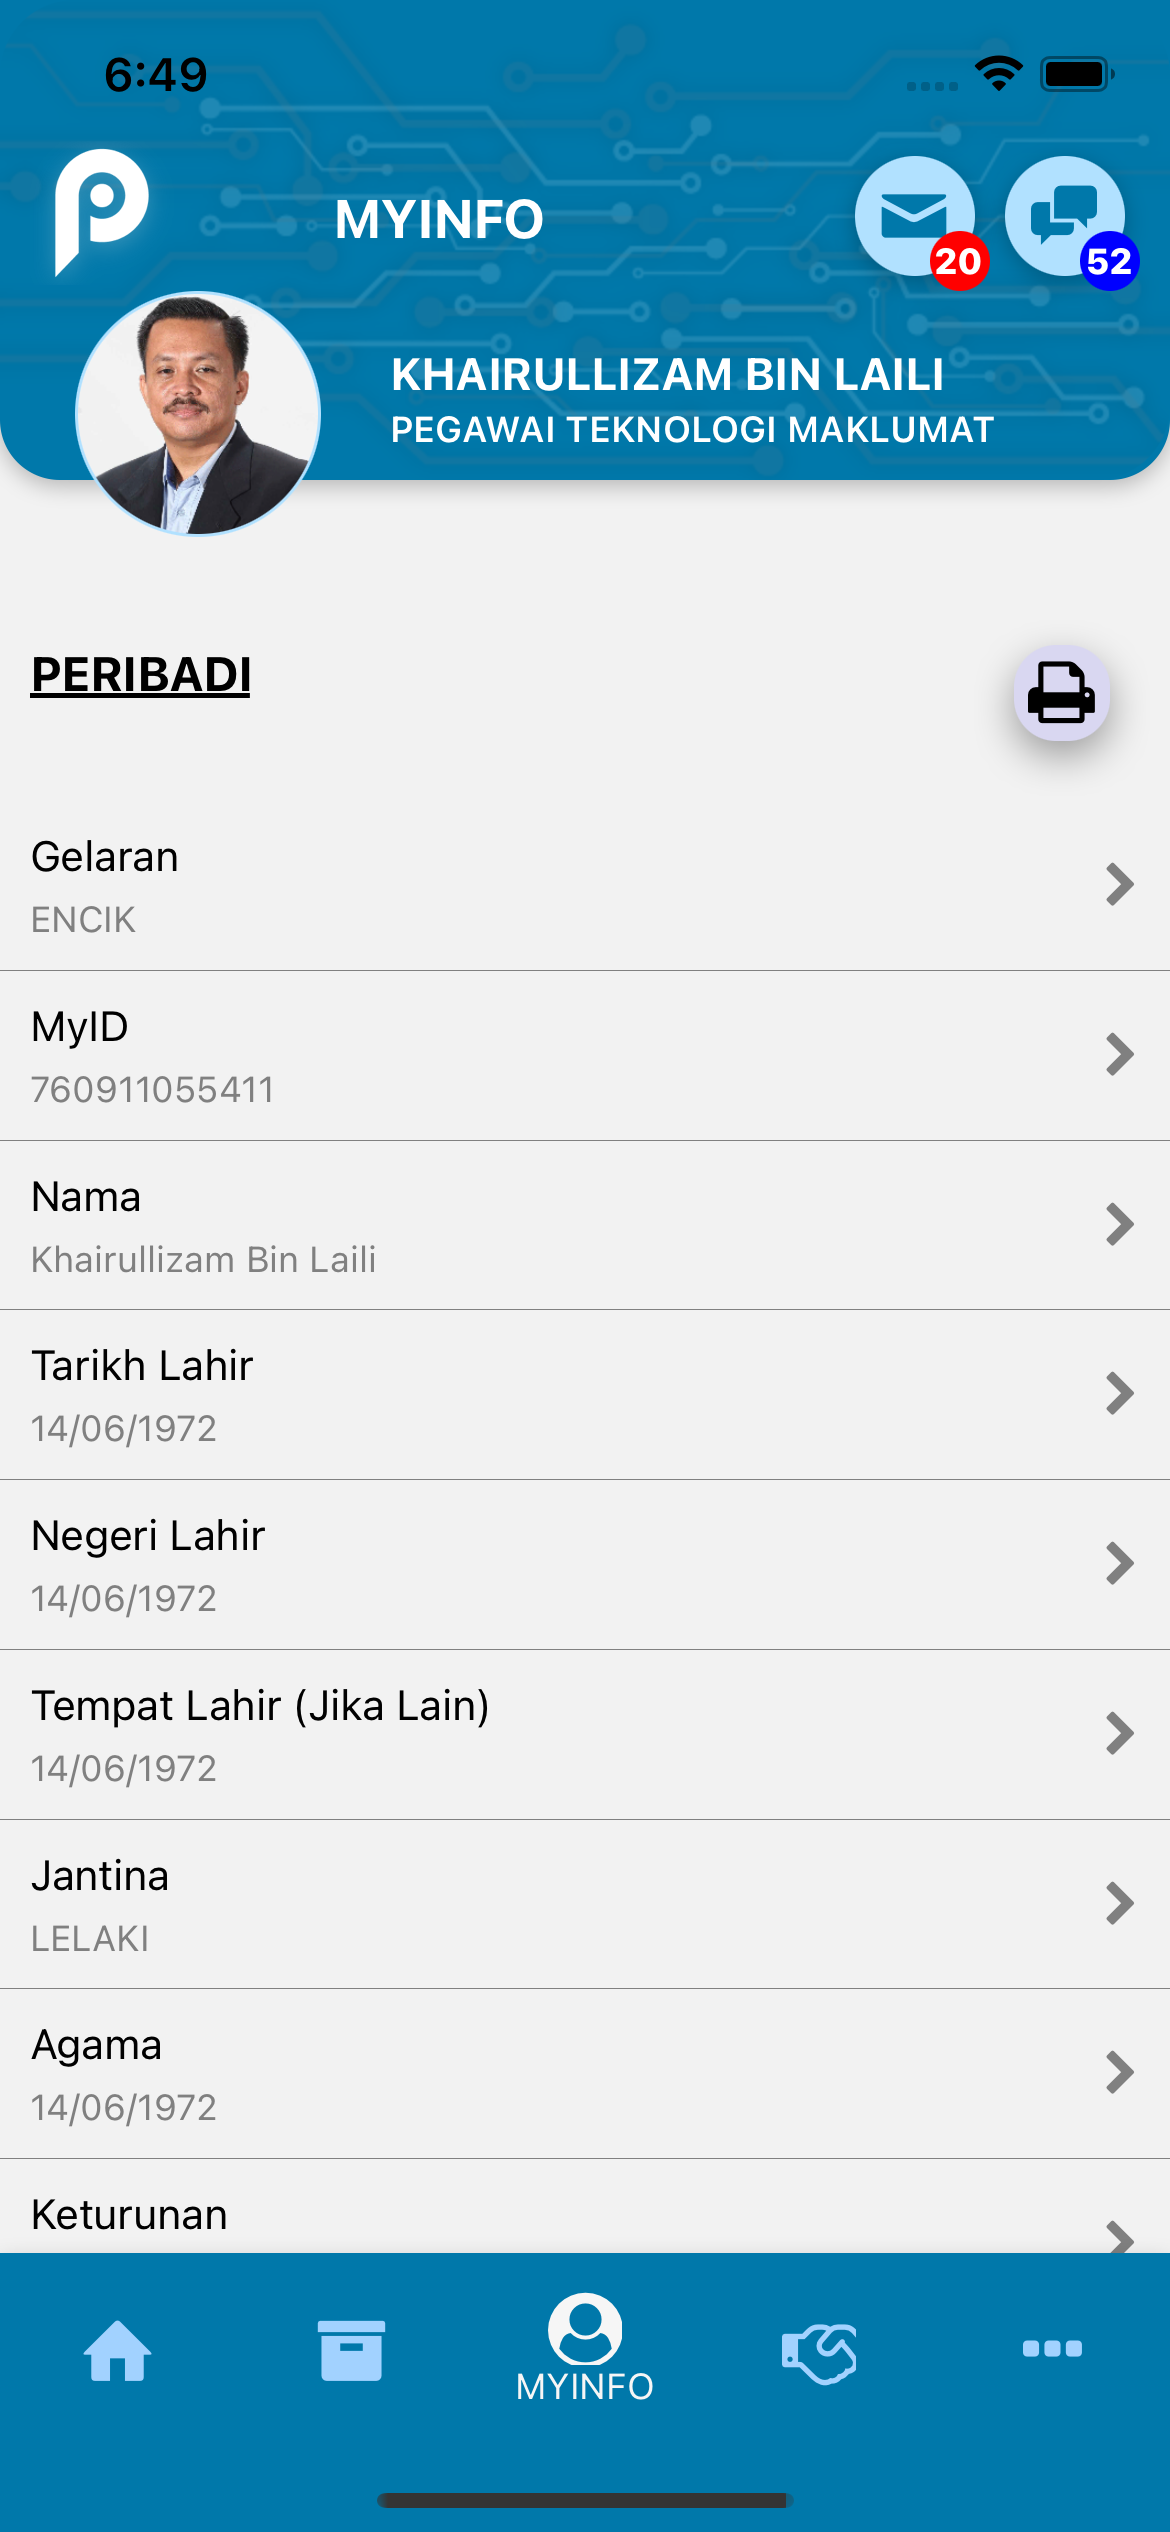 6:49
MYINFO
20
52
KHAIRULLIZAM BIN LAILI
PEGAWAI TEKNOLOGI MAKLUMAT
PERIBADI
Gelaran
ENCIK
MyID
760911055411
Nama
Khairullizam Bin Laili
Tarikh Lahir
14/06/1972
Negeri Lahir
14/06/1972
Tempat Lahir (Jika Lain)
14/06/1972
Jantina
LELAKI
Agama
14/06/1972
Keturunan
MYINFO